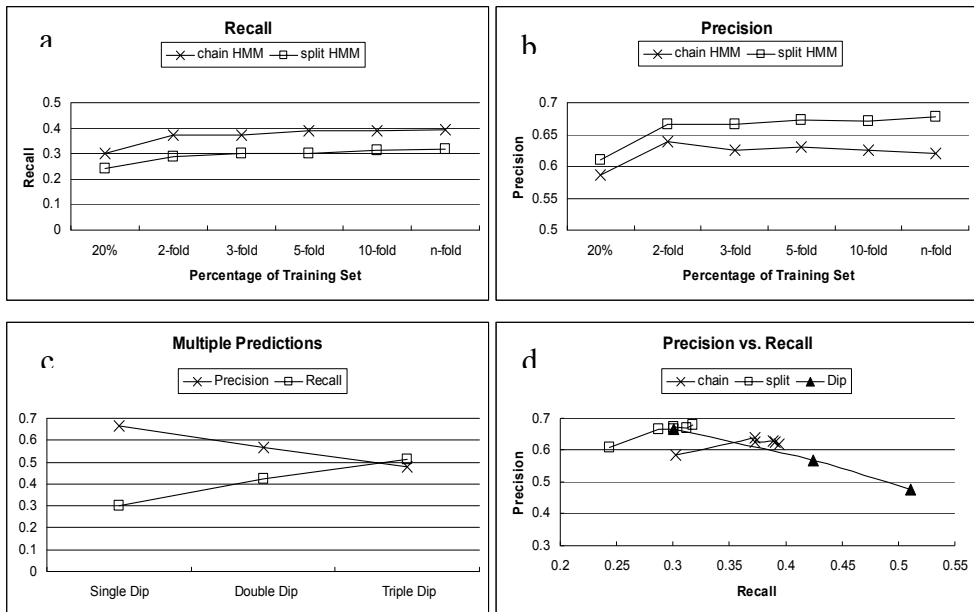 a
Recall
chain HMM split HMM
0.5
0.4
0.3
0.2
0.1
0
Recall
20% 2-fold 3-fold 5-fold 10-fold n-fold
Percentage of Training Set
b
Precision
chain HMM split HMM
0.7
0.65
0.6
0.55
0.5
Precision
20% 2-fold 3-fold 5-fold 10-fold n-fold
Percentage of Training Set
c
Multiple Predictions
Precision Recall
0.7
0.6
0.5
0.4
0.3
0.2
0.1
0
Single Dip Double Dip Triple Dip
d
Precision vs. Recall
chain split Dip
0.7
0.6
0.5
0.4
0.3
Precision
0.2 0.25 0.3 0.35 0.4 0.45 0.5 0.55
Recall